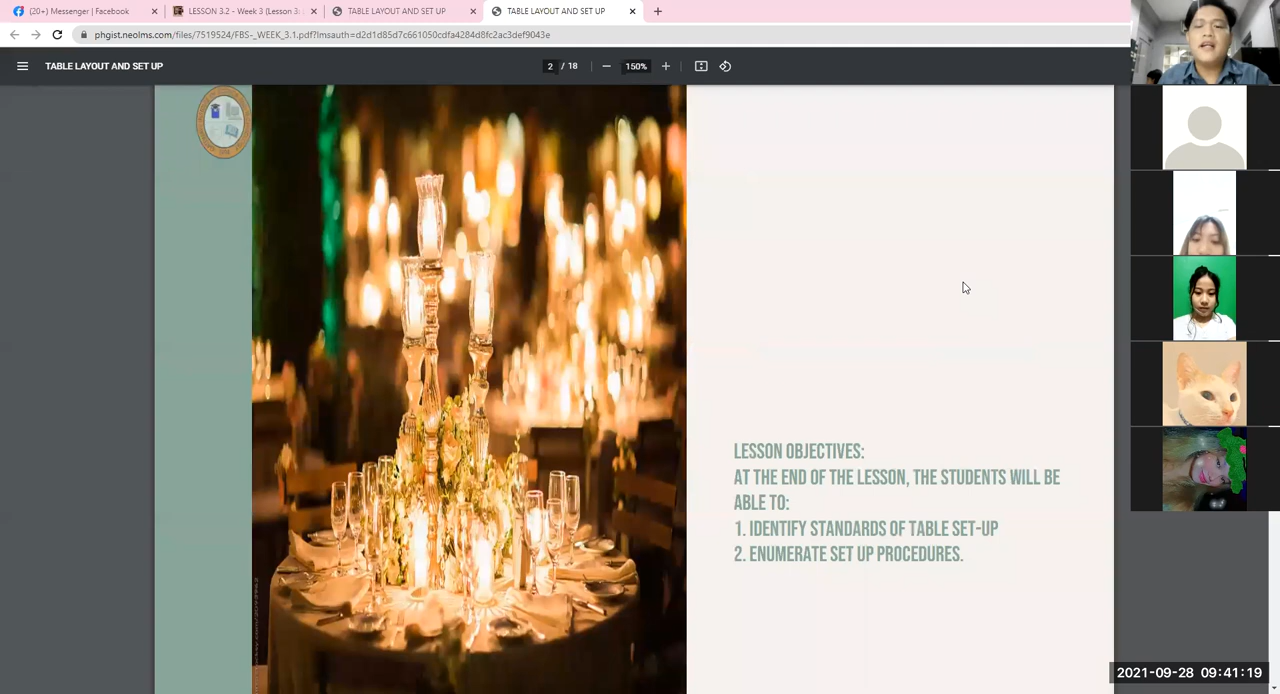 (20+) Messenger | Facebook
LESSON 3.2 - Week 3 (Lesson 3:
TABLE LAYOUT AND SET UP
TABLE LAYOUT AND SET UP
phgist.neolms.com/files/7519524/FBS-_WEEK_3.1.pdf?lmsauth=d2d1d85d7c661050cdfa4284d8fc2ac3def9043e
TABLE LAYOUT AND SET UP
2 / 18
150%
LESSON OBJECTIVES:
AT THE END OF THE LESSON, THE STUDENTS WILL BE
ABLE TO:
1. IDENTIFY STANDARDS OF TABLE SET-UP
2. ENUMERATE SET UP PROCEDURES.
2021-09-28 09:41:19